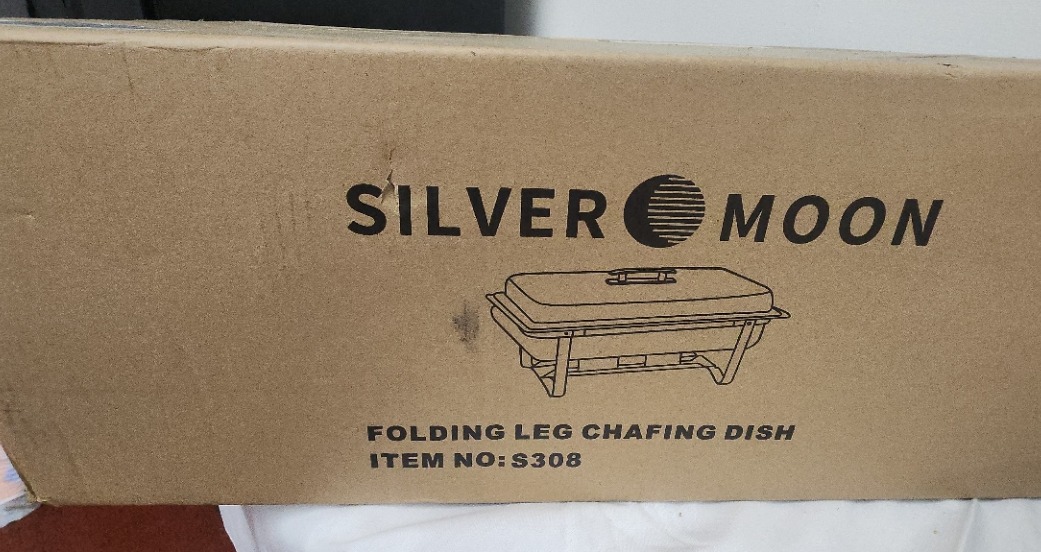 SILVER MOON
FOLDING LEG CHAFING DISH
ITEM NO: S308